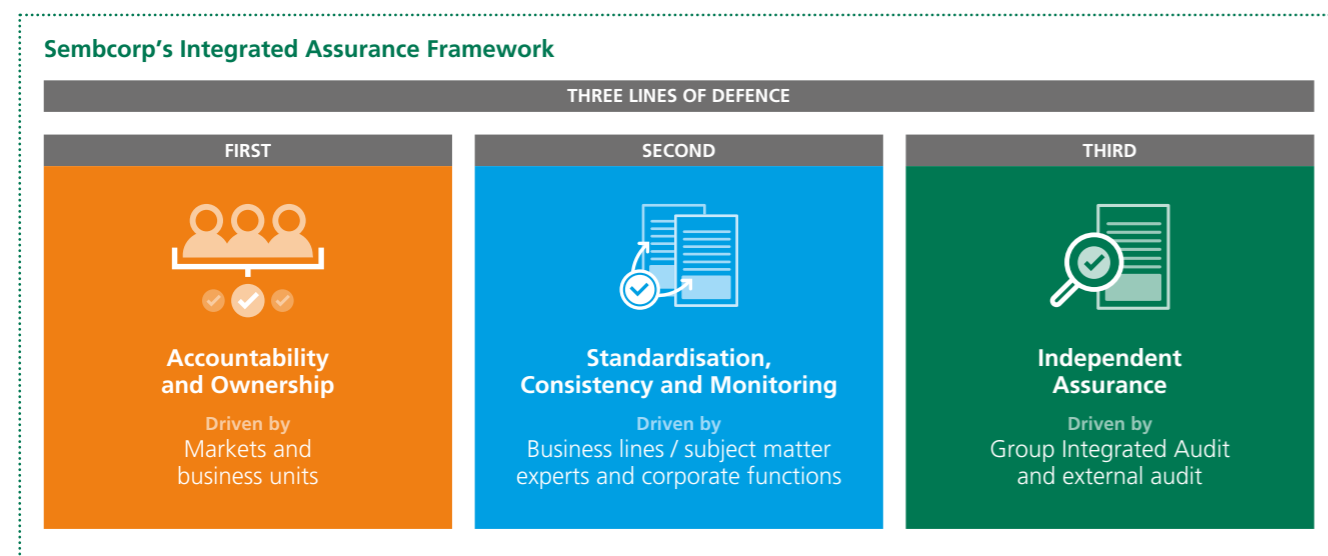 Sembcorp's Integrated Assurance Framework
THREE LINES OF DEFENCE
FIRST
Accountability
and Ownership
Driven by
Markets and
business units
SECOND
Standardisation,
Consistency and Monitoring
Driven by
Business lines / subject matter
experts and corporate functions
THIRD
Independent
Assurance
Driven by
Group Integrated Audit
and external audit